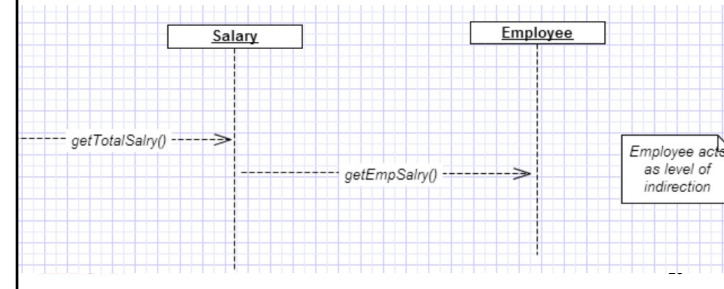 Salary
Employee
getTotalSalry()
getEmpSalry()
Employee acts
as level of
indirection